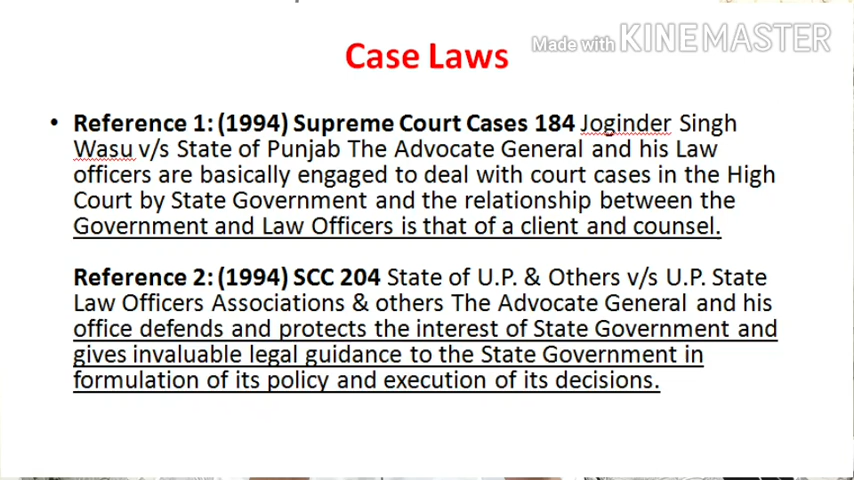 Made with KINEMASTER
Case Laws
• Reference 1: (1994) Supreme Court Cases 184 Joginder Singh
Wasu v/s State of Punjab The Advocate General and his Law
officers are basically engaged to deal with court cases in the High
Court by State Government and the relationship between the
Government and Law Officers is that of a client and counsel.
Reference 2: (1994) SCC 204 State of U.P. & Others v/s U.P. State
Law Officers Associations & others The Advocate General and his
office defends and protects the interest of State Government and
gives invaluable legal guidance to the State Government in
formulation of its policy and execution of its decisions.